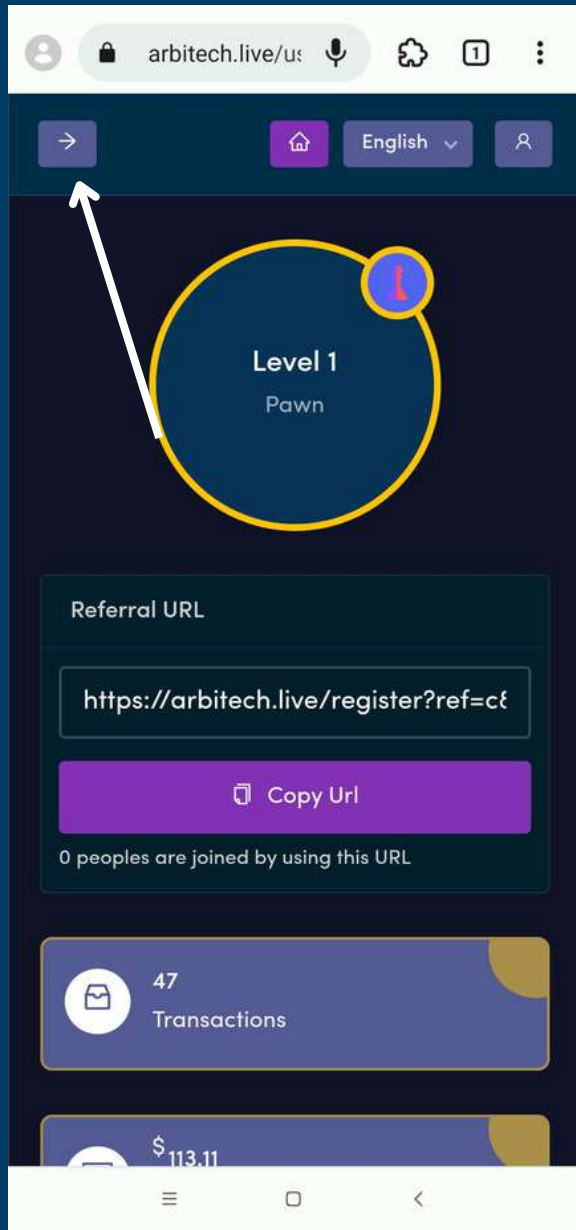 arbitech.live/us
1
English
Level 1
Pawn
Referral URL
https://arbitech.live/register?ref=c8
Copy Url
0 peoples are joined by using this URL
47
Transactions
$113.11